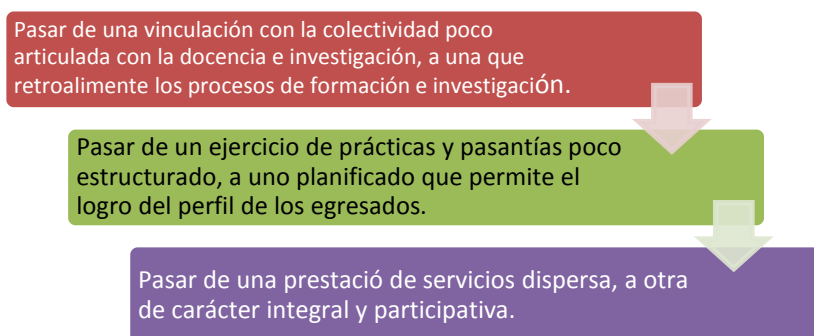 Pasar de una vinculación con la colectividad poco
articulada con la docencia e investigación, a una que
retroalimente los procesos de formación e investigación.
Pasar de un ejercicio de prácticas y pasantías poco
estructurado, a uno planificado que permite el
logro del perfil de los egresados.
Pasar de una prestació de servicios dispersa, a otra
de carácter integral y participativa.